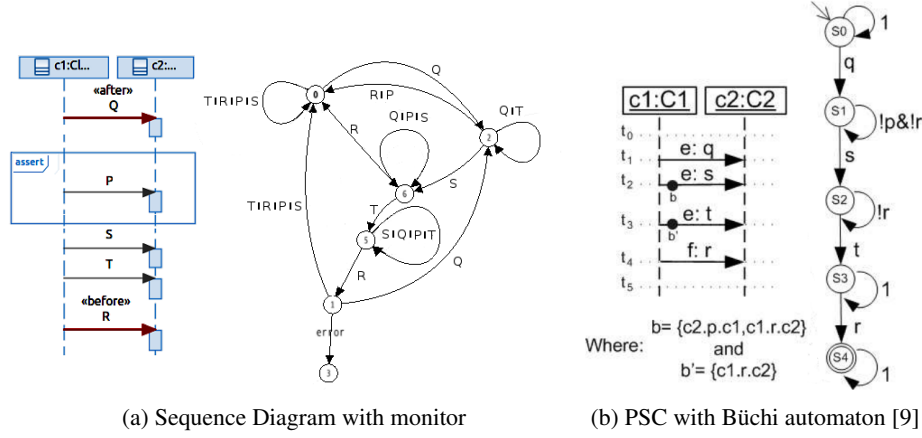 c1:Cl...
c2:...
«after»
Q
assert
P
S
T
«before»
R
T|R|P|S
0
Q
R|P
R
Q|P|S
2
Q|T
S
6
T
T|R|P|S
5
S|Q|P|T
R
Q
1
error
3
(a) Sequence Diagram with monitor
c1:C1
c2:C2
t0
t1
e: q
t2
e: s
b
t3
e: t
b'
t4
f: r
t5
Where:
b= {c2.p.c1,c1.r.c2}
and
b'= {c1.r.c2}
S0
1
q
S1
!p&!r
s
S2
!r
t
S3
1
r
S4
1
(b) PSC with Büchi automaton [9]